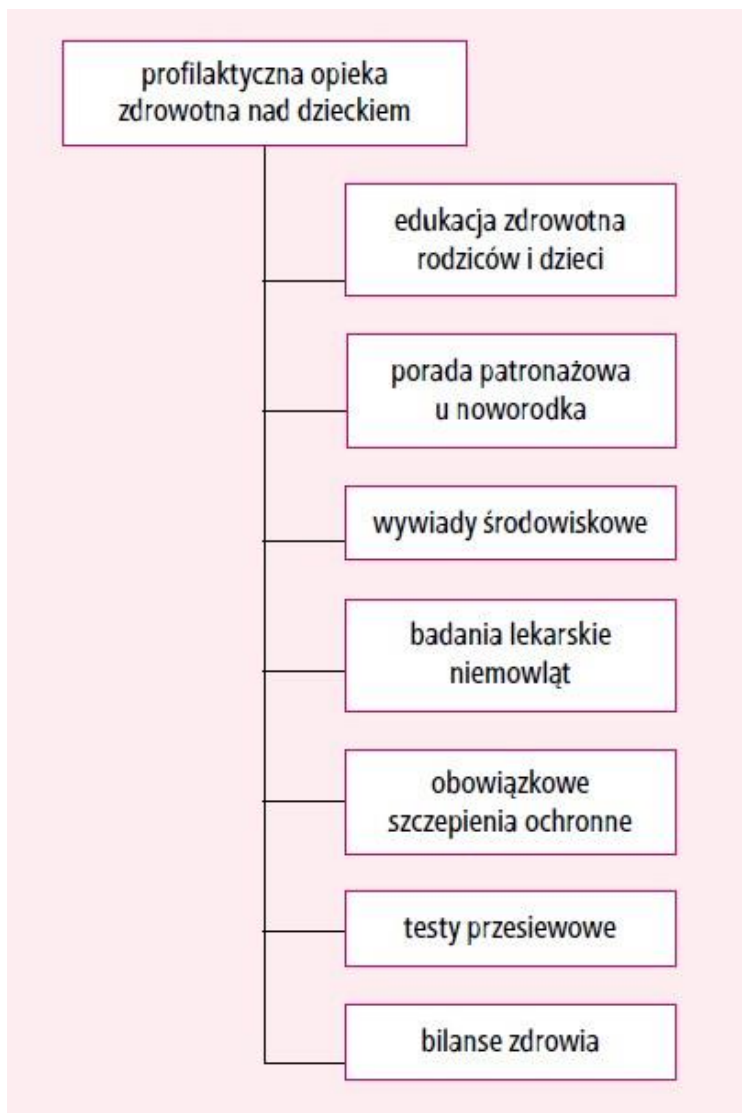 profilaktyczna opieka
zdrowotna nad dzieckiem
edukacja zdrowotna
rodziców i dzieci
porada patronażowa
u noworodka
wywiady środowiskowe
badania lekarskie
niemowląt
obowiązkowe
szczepienia ochronne
testy przesiewowe
bilanse zdrowia